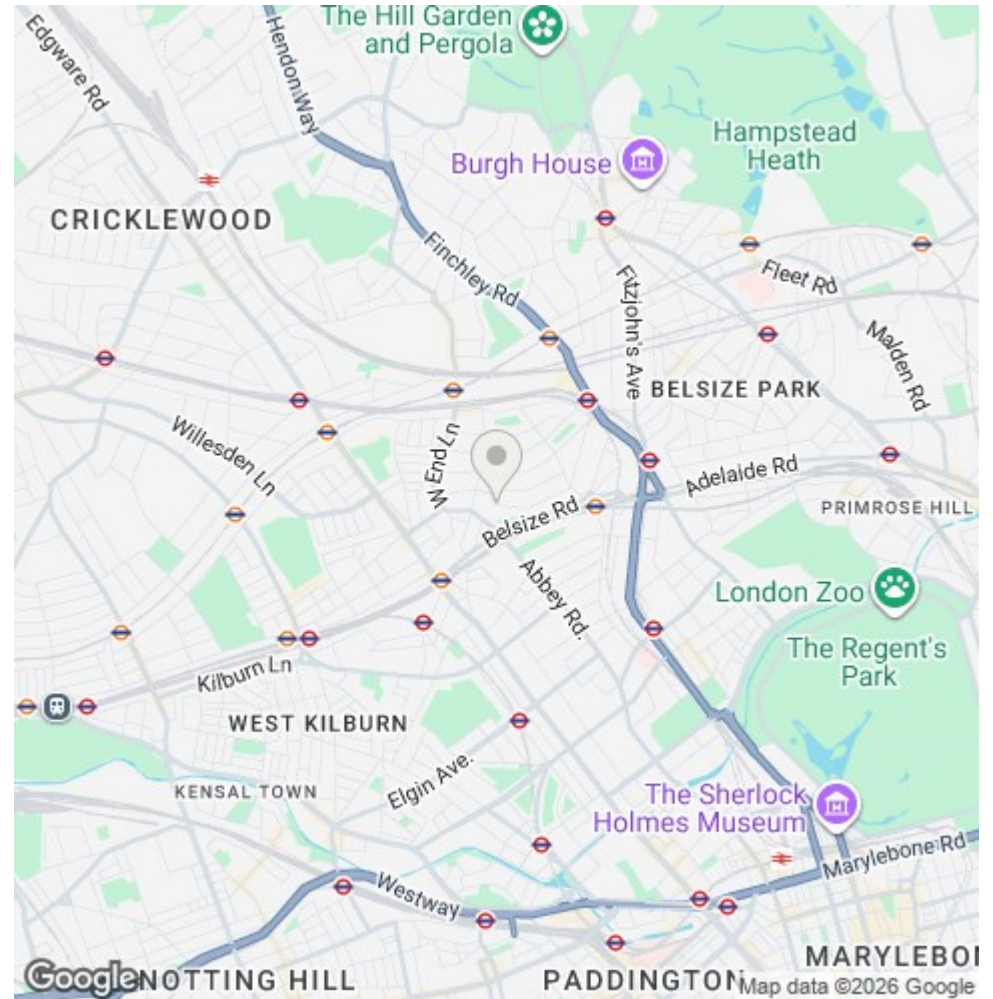 The Hill Garden
and Pergola
Edgware Rd
Hendon Way
Hampstead
Heath
Burgh House
CRICKLEWOOD
Finchley Rd
Fleet Rd
Fitzjohn's Ave
Malden Rd
BELSIZE PARK
Willesden Ln
W End Ln
Adelaide Rd
Belsize Rd
PRIMROSE HILL
Abbey Rd.
London Zoo
The Regent's
Park
Kilburn Ln
WEST KILBURN
Elgin Ave.
KENSAL TOWN
The Sherlock
Holmes Museum
Marylebone Rd
Westway
MARYLEBO
Google
NOTTING HILL
PADDINGTON
Map data ©2026 Google